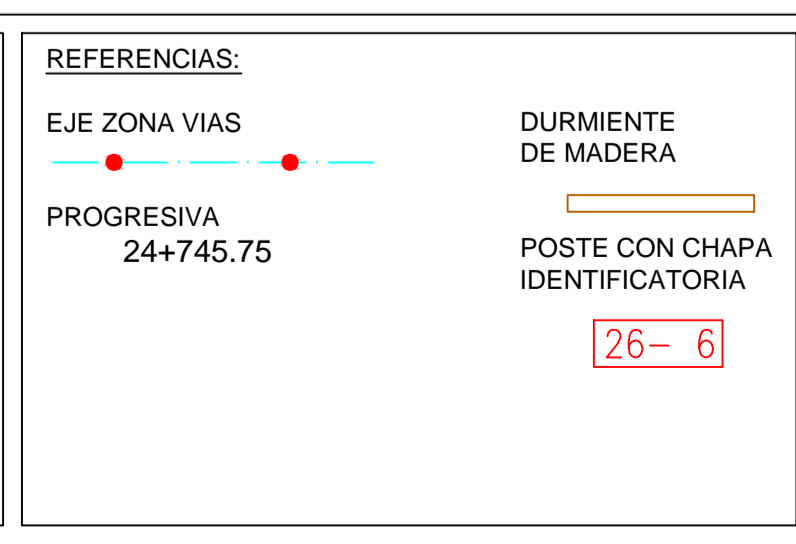 REFERENCIAS:
EJE ZONA VIAS
PROGRESIVA
24+745.75
DURMIENTE
DE MADERA
POSTE CON CHAPA
IDENTIFICATORIA
26- 6